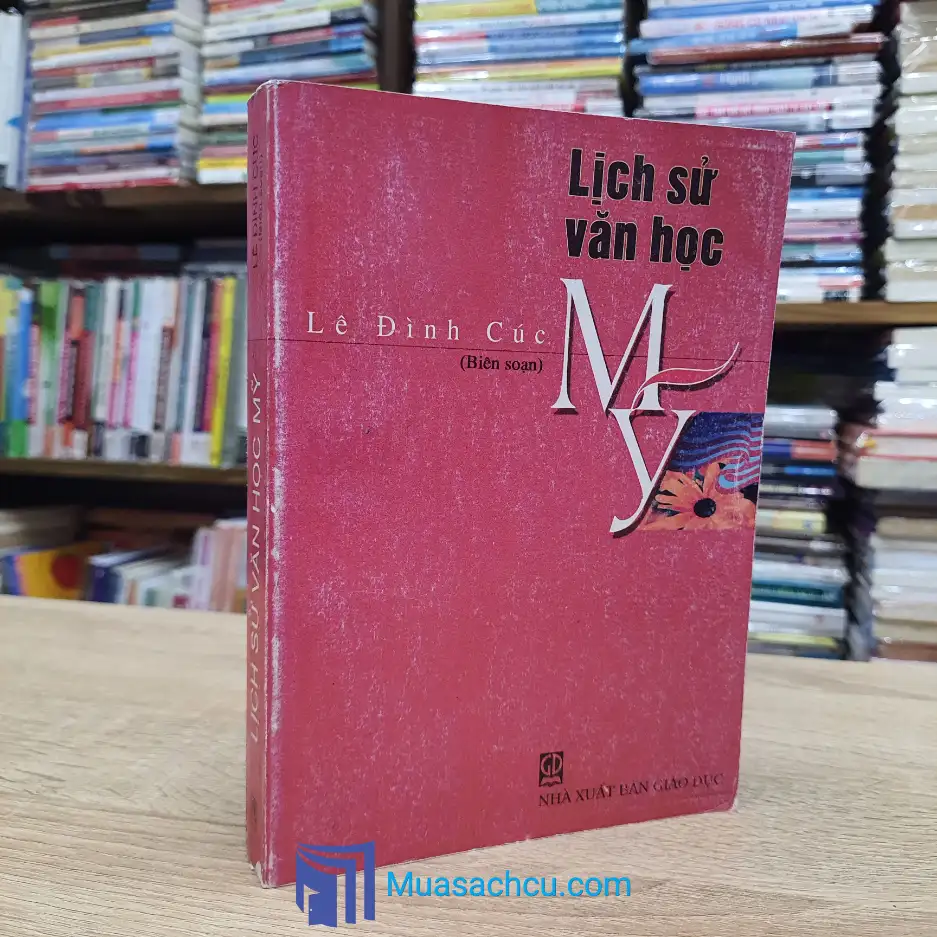 Lịch sử
văn học
Mỹ
Lê Đình Cúc
(Biên soạn)
GD
NHÀ XUẤT BẢN GIÁO DỤC
LÊ ĐÌNH CÚC
LỊCH SỬ VĂN HỌC MỸ
Muasachcu.com